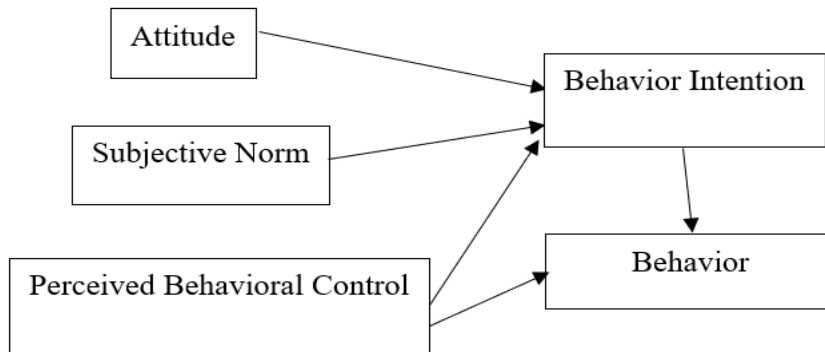 Attitude
Behavior Intention
Subjective Norm
Perceived Behavioral Control
Behavior